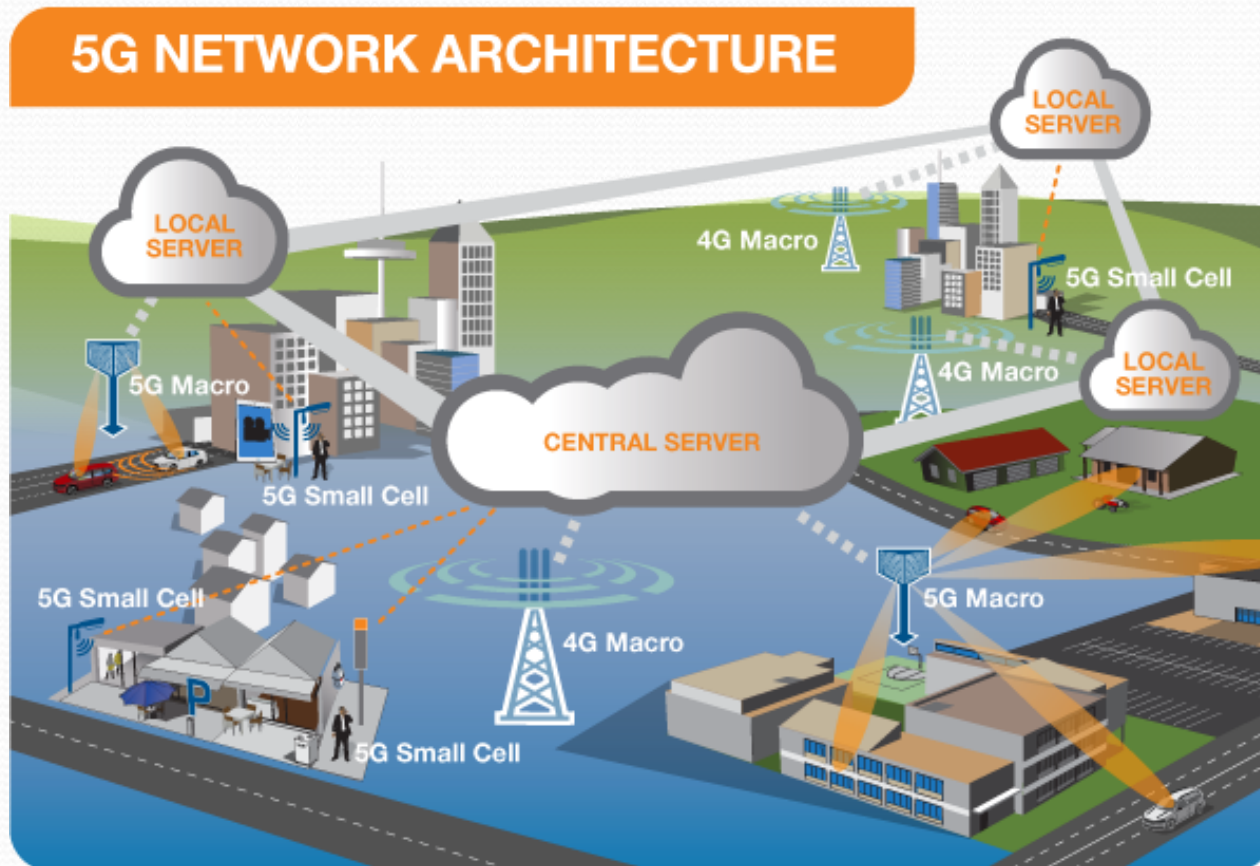 5G NETWORK ARCHITECTURE
LOCAL
SERVER
LOCAL
SERVER
4G Macro
5G Small Cell
LOCAL
SERVER
4G Macro
5G Macro
CENTRAL SERVER
5G Small Cell
5G Small Cell
P
4G Macro
5G Macro
5G Small Cell